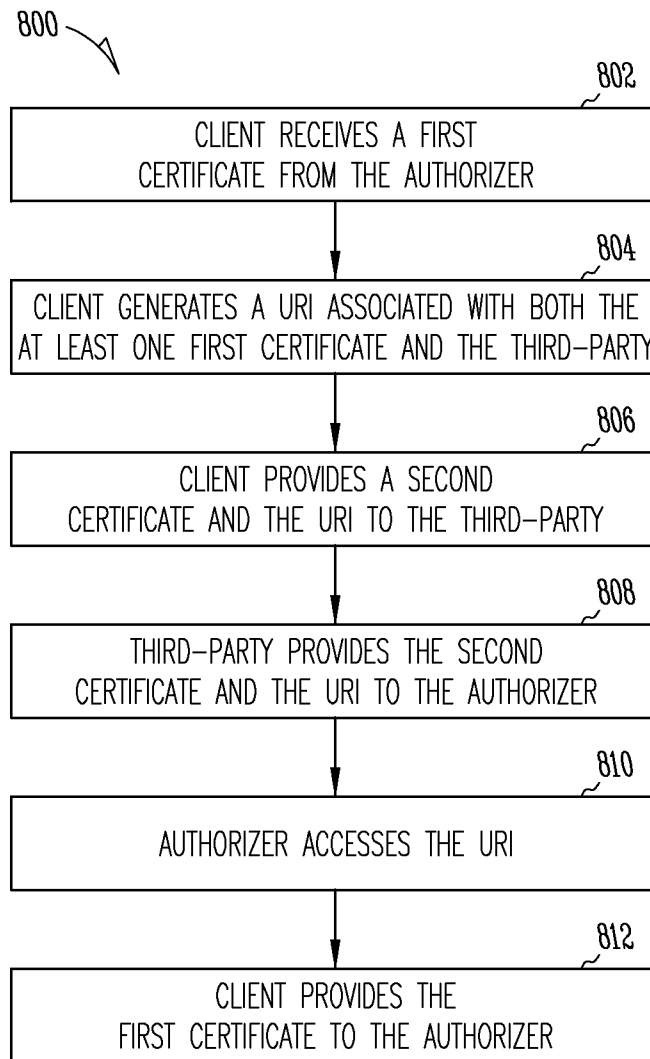 800
802
CLIENT RECEIVES A FIRST
CERTIFICATE FROM THE AUTHORIZER
804
CLIENT GENERATES A URI ASSOCIATED WITH BOTH THE
AT LEAST ONE FIRST CERTIFICATE AND THE THIRD-PARTY
806
CLIENT PROVIDES A SECOND
CERTIFICATE AND THE URI TO THE THIRD-PARTY
808
THIRD-PARTY PROVIDES THE SECOND
CERTIFICATE AND THE URI TO THE AUTHORIZER
810
AUTHORIZER ACCESSES THE URI
812
CLIENT PROVIDES THE
FIRST CERTIFICATE TO THE AUTHORIZER